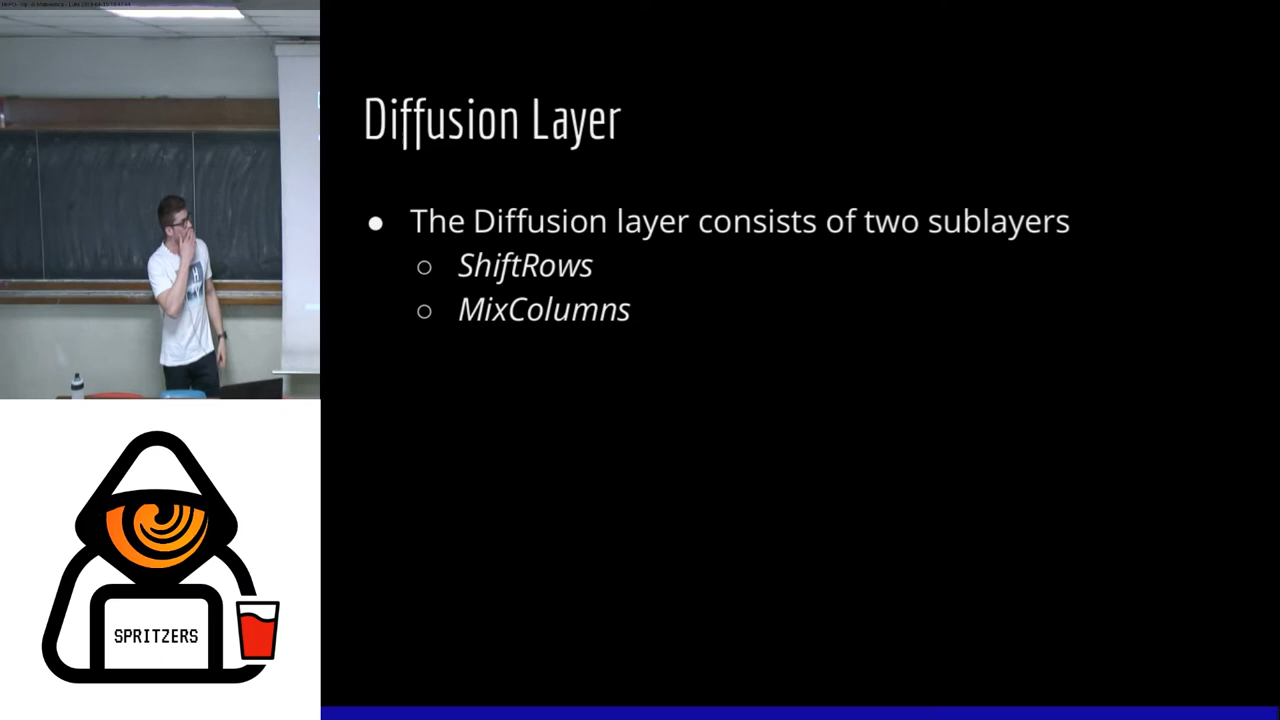 Diffusion Layer
● The Diffusion layer consists of two sublayers
○ ShiftRows
○ MixColumns
SPRITZERS